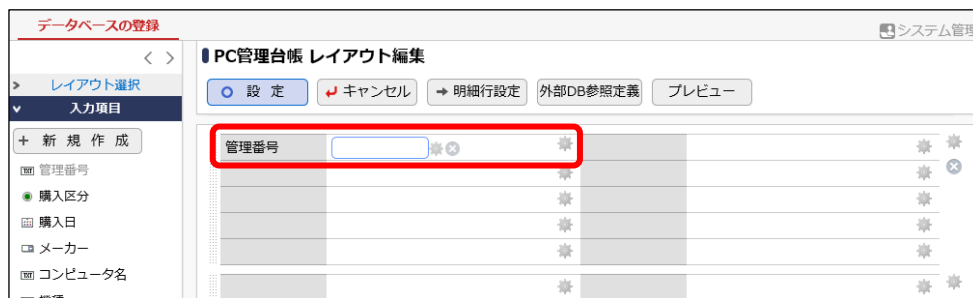 データベースの登録
システム管理
< >
PC管理台帳 レイアウト編集
> レイアウト選択
設 定 キャンセル 明細行設定 外部DB参照定義 プレビュー
入力項目
+ 新 規 作 成
管理番号
管理番号
購入区分
購入日
メーカー
コンピュータ名